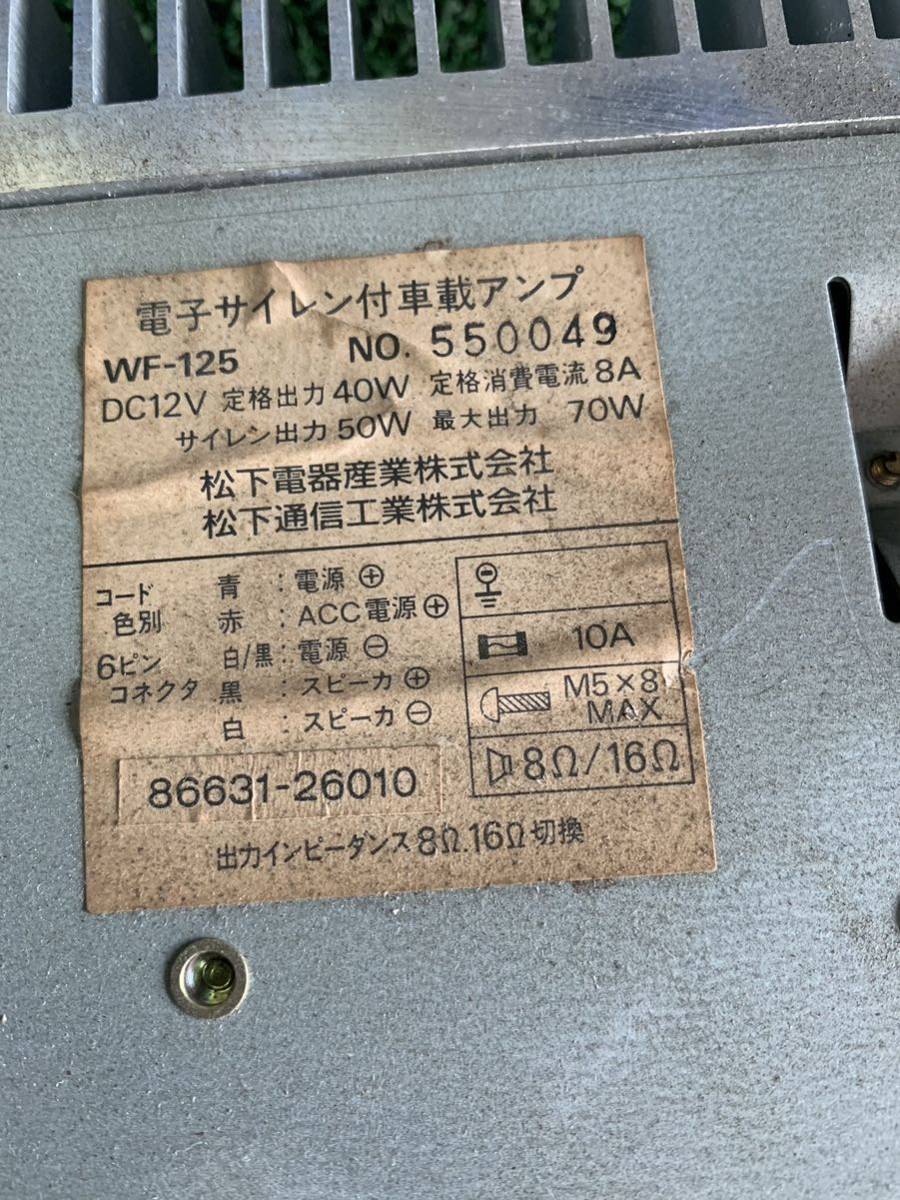 電子サイレン付車載アンプ
WF-125 NO. 550049
DC12V 定格出力 40W 定格消費電流 8A
サイレン出力 50W 最大出力 70W
松下電器産業株式会社
松下通信工業株式会社
コード 青 : 電源 ⊕
色別 赤 : ACC電源 ⊕
6ピン 白/黒 : 電源 ⊖
コネクタ 黒 : スピーカ ⊕
白 : スピーカ ⊖
10A
M5×8
MAX
8Ω/16Ω
86631-26010
出力インピーダンス 8Ω.16Ω 切換